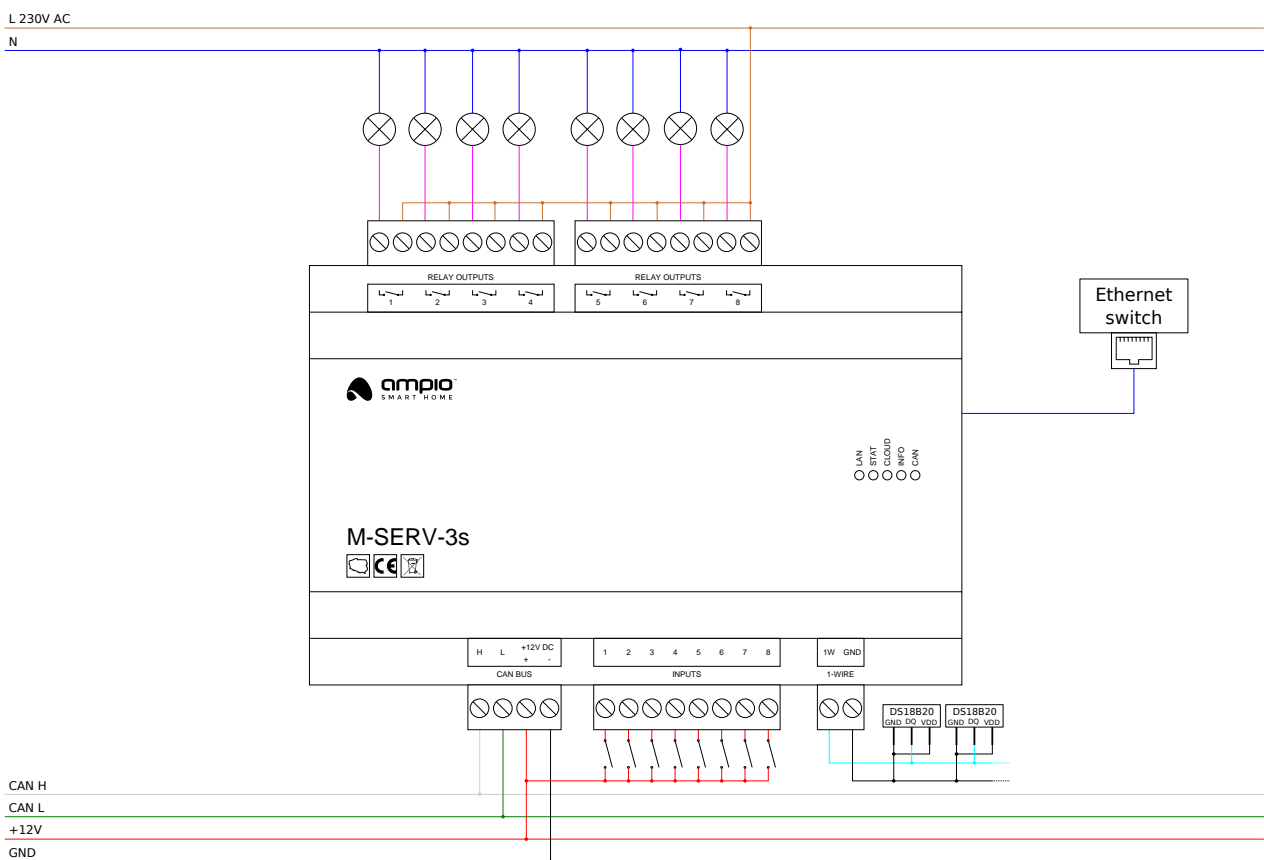 L 230V AC
N
RELAY OUTPUTS RELAY OUTPUTS
1 2 3 4 5 6 7 8
Ethernet
switch
ampio™
SMART HOME
LAN
STAT
CLOUD
INFO
CAN
M-SERV-3s
CE
H L +12V DC
+ -
CAN BUS
1 2 3 4 5 6 7 8
INPUTS
1W GND
1-WIRE
DS18B20 DS18B20
GND DQ VDD GND DQ VDD
CAN H
CAN L
+12V
GND